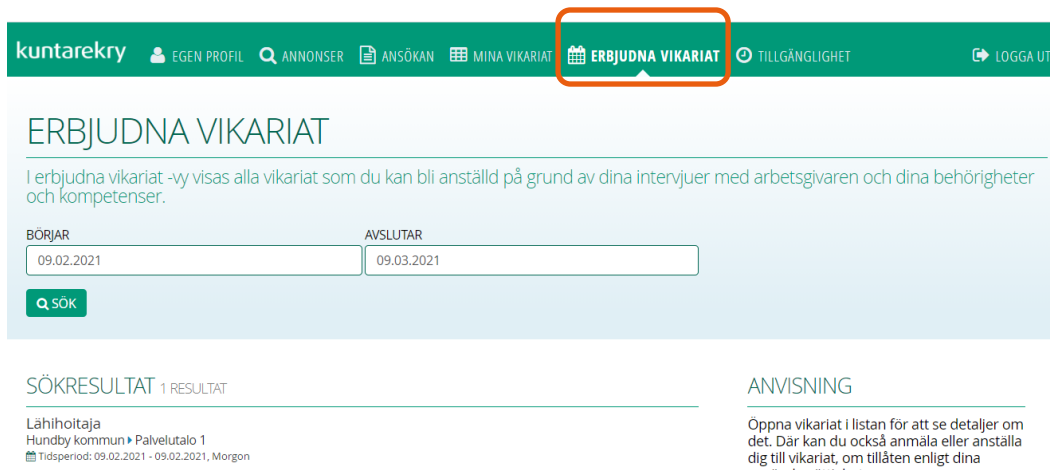 kuntarekry EGEN PROFIL ANNONSER ANSÖKAN MINA VIKARIAT ERBJUDNA VIKARIAT TILLGÄNGLIGHET LOGGA UT
ERBJUDNA VIKARIAT
I erbjudna vikariat -vy visas alla vikariat som du kan bli anställd på grund av dina intervjuer med arbetsgivaren och dina behörigheter
och kompetenser.
BÖRJAR AVSLUTAR
09.02.2021 09.03.2021
SÖK
SÖKRESULTAT 1 RESULTAT
Lähihoitaja
Hundby kommun Palvelutalo 1
Tidsperiod: 09.02.2021 - 09.02.2021, Morgon
ANVISNING
Öppna vikariat i listan för att se detaljer om
det. Där kan du också anmäla eller anställa
dig till vikariat, om tillåten enligt dina